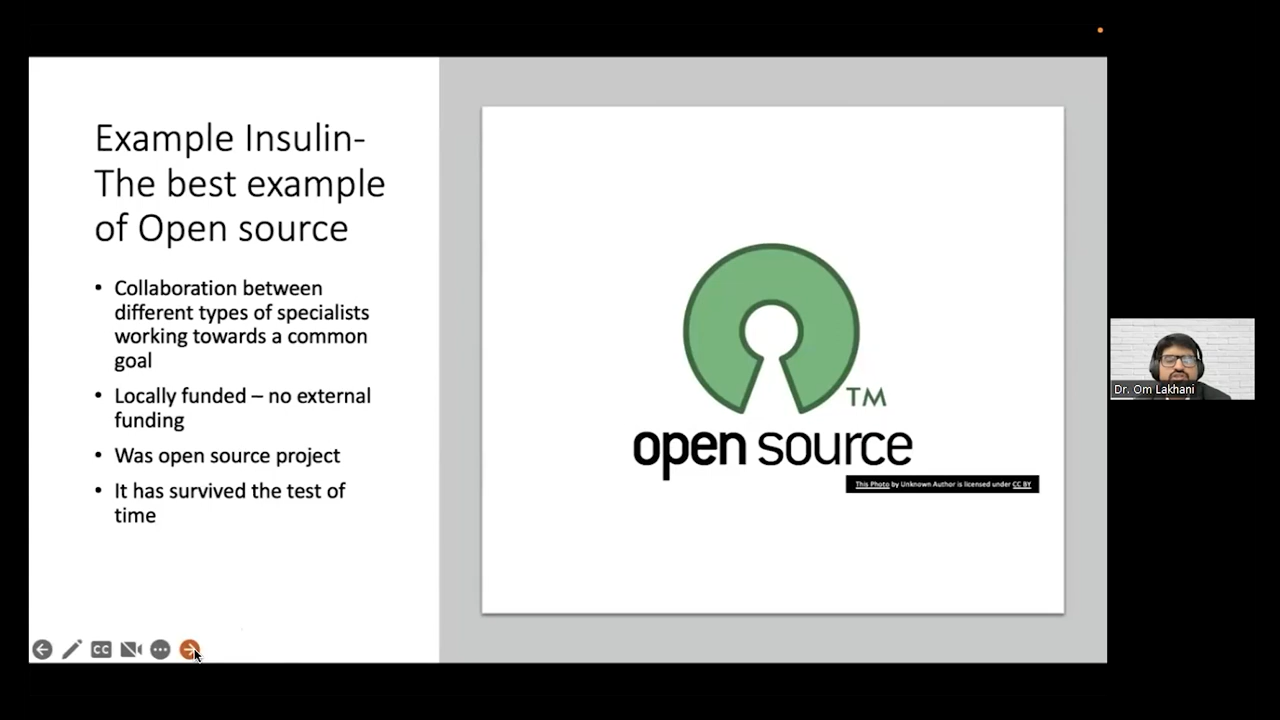 Example Insulin-
The best example
of Open source
• Collaboration between
different types of specialists
working towards a common
goal
• Locally funded – no external
funding
• Was open source project
• It has survived the test of
time
TM
open source
This Photo by Unknown Author is licensed under CC BY
CC
Dr. Om Lakhani